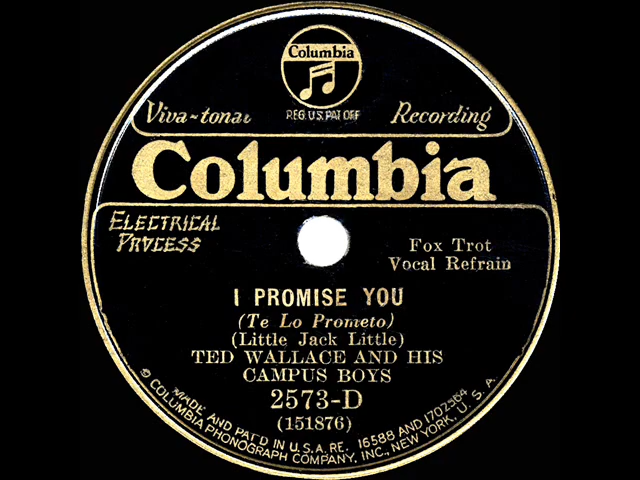 Columbia
REG. U.S. PAT. OFF.
Viva-tonal Recording
Columbia
ELECTRICAL
PROCESS
Fox Trot
Vocal Refrain
I PROMISE YOU
(Te Lo Prometo)
(Little Jack Little)
TED WALLACE AND HIS
CAMPUS BOYS
2573-D
(151876)
MADE AND PAT'D IN U.S.A. RE. 16588 AND 1702564
© COLUMBIA PHONOGRAPH COMPANY, INC., NEW YORK, U.S.A.